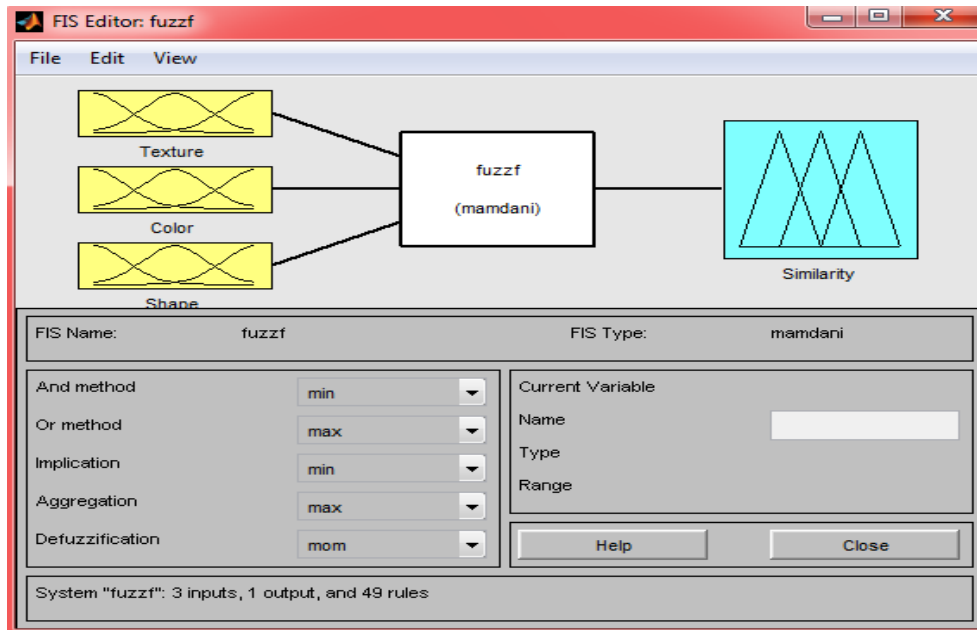 FIS Editor: fuzzf
File Edit View
Texture
Color
Shape
fuzzf
(mamdani)
Similarity
FIS Name: fuzzf FIS Type: mamdani
And method min
Or method max
Implication min
Aggregation max
Defuzzification mom
Current Variable
Name
Type
Range
Help Close
System "fuzzf": 3 inputs, 1 output, and 49 rules